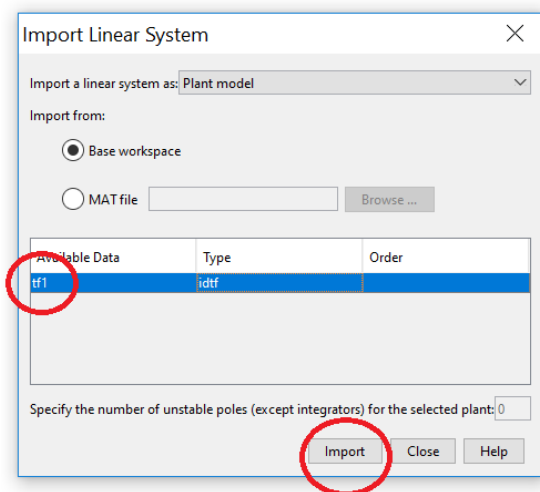 Import Linear System
Import a linear system as: Plant model
Import from:
Base workspace
MAT file Browse ...
Available Data Type Order
tf1 idtf
Specify the number of unstable poles (except integrators) for the selected plant: 0
Import Close Help